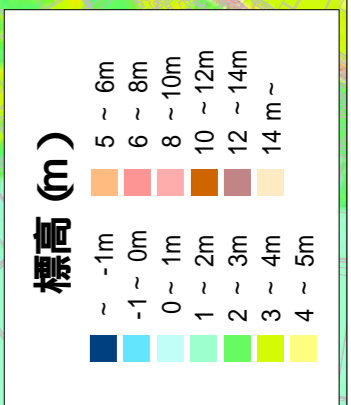 標高 (m)
~ -1m
-1 ~ 0m
0 ~ 1m
1 ~ 2m
2 ~ 3m
3 ~ 4m
4 ~ 5m
5 ~ 6m
6 ~ 8m
8 ~ 10m
10 ~ 12m
12 ~ 14m
14 m ~